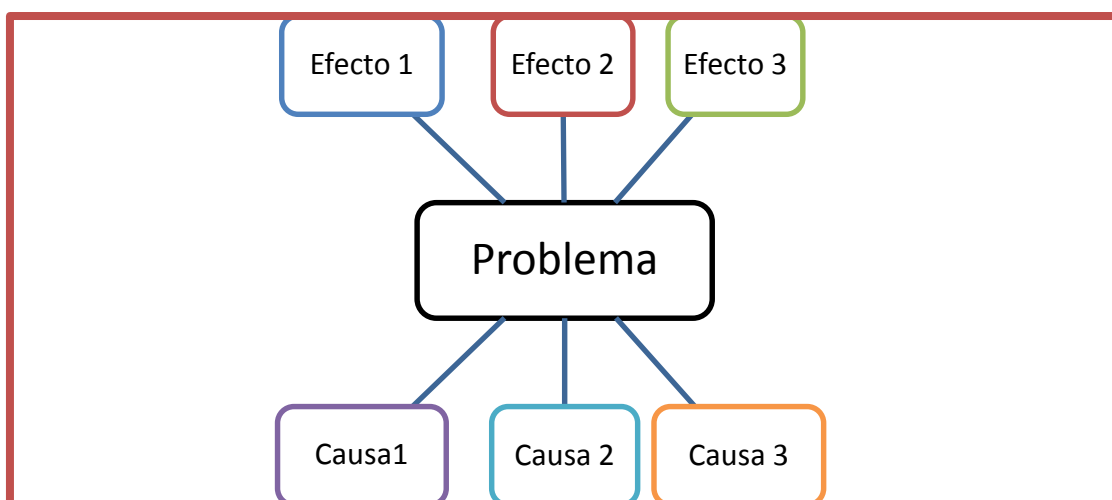 Efecto 1
Efecto 2
Efecto 3
Problema
Causa1
Causa 2
Causa 3